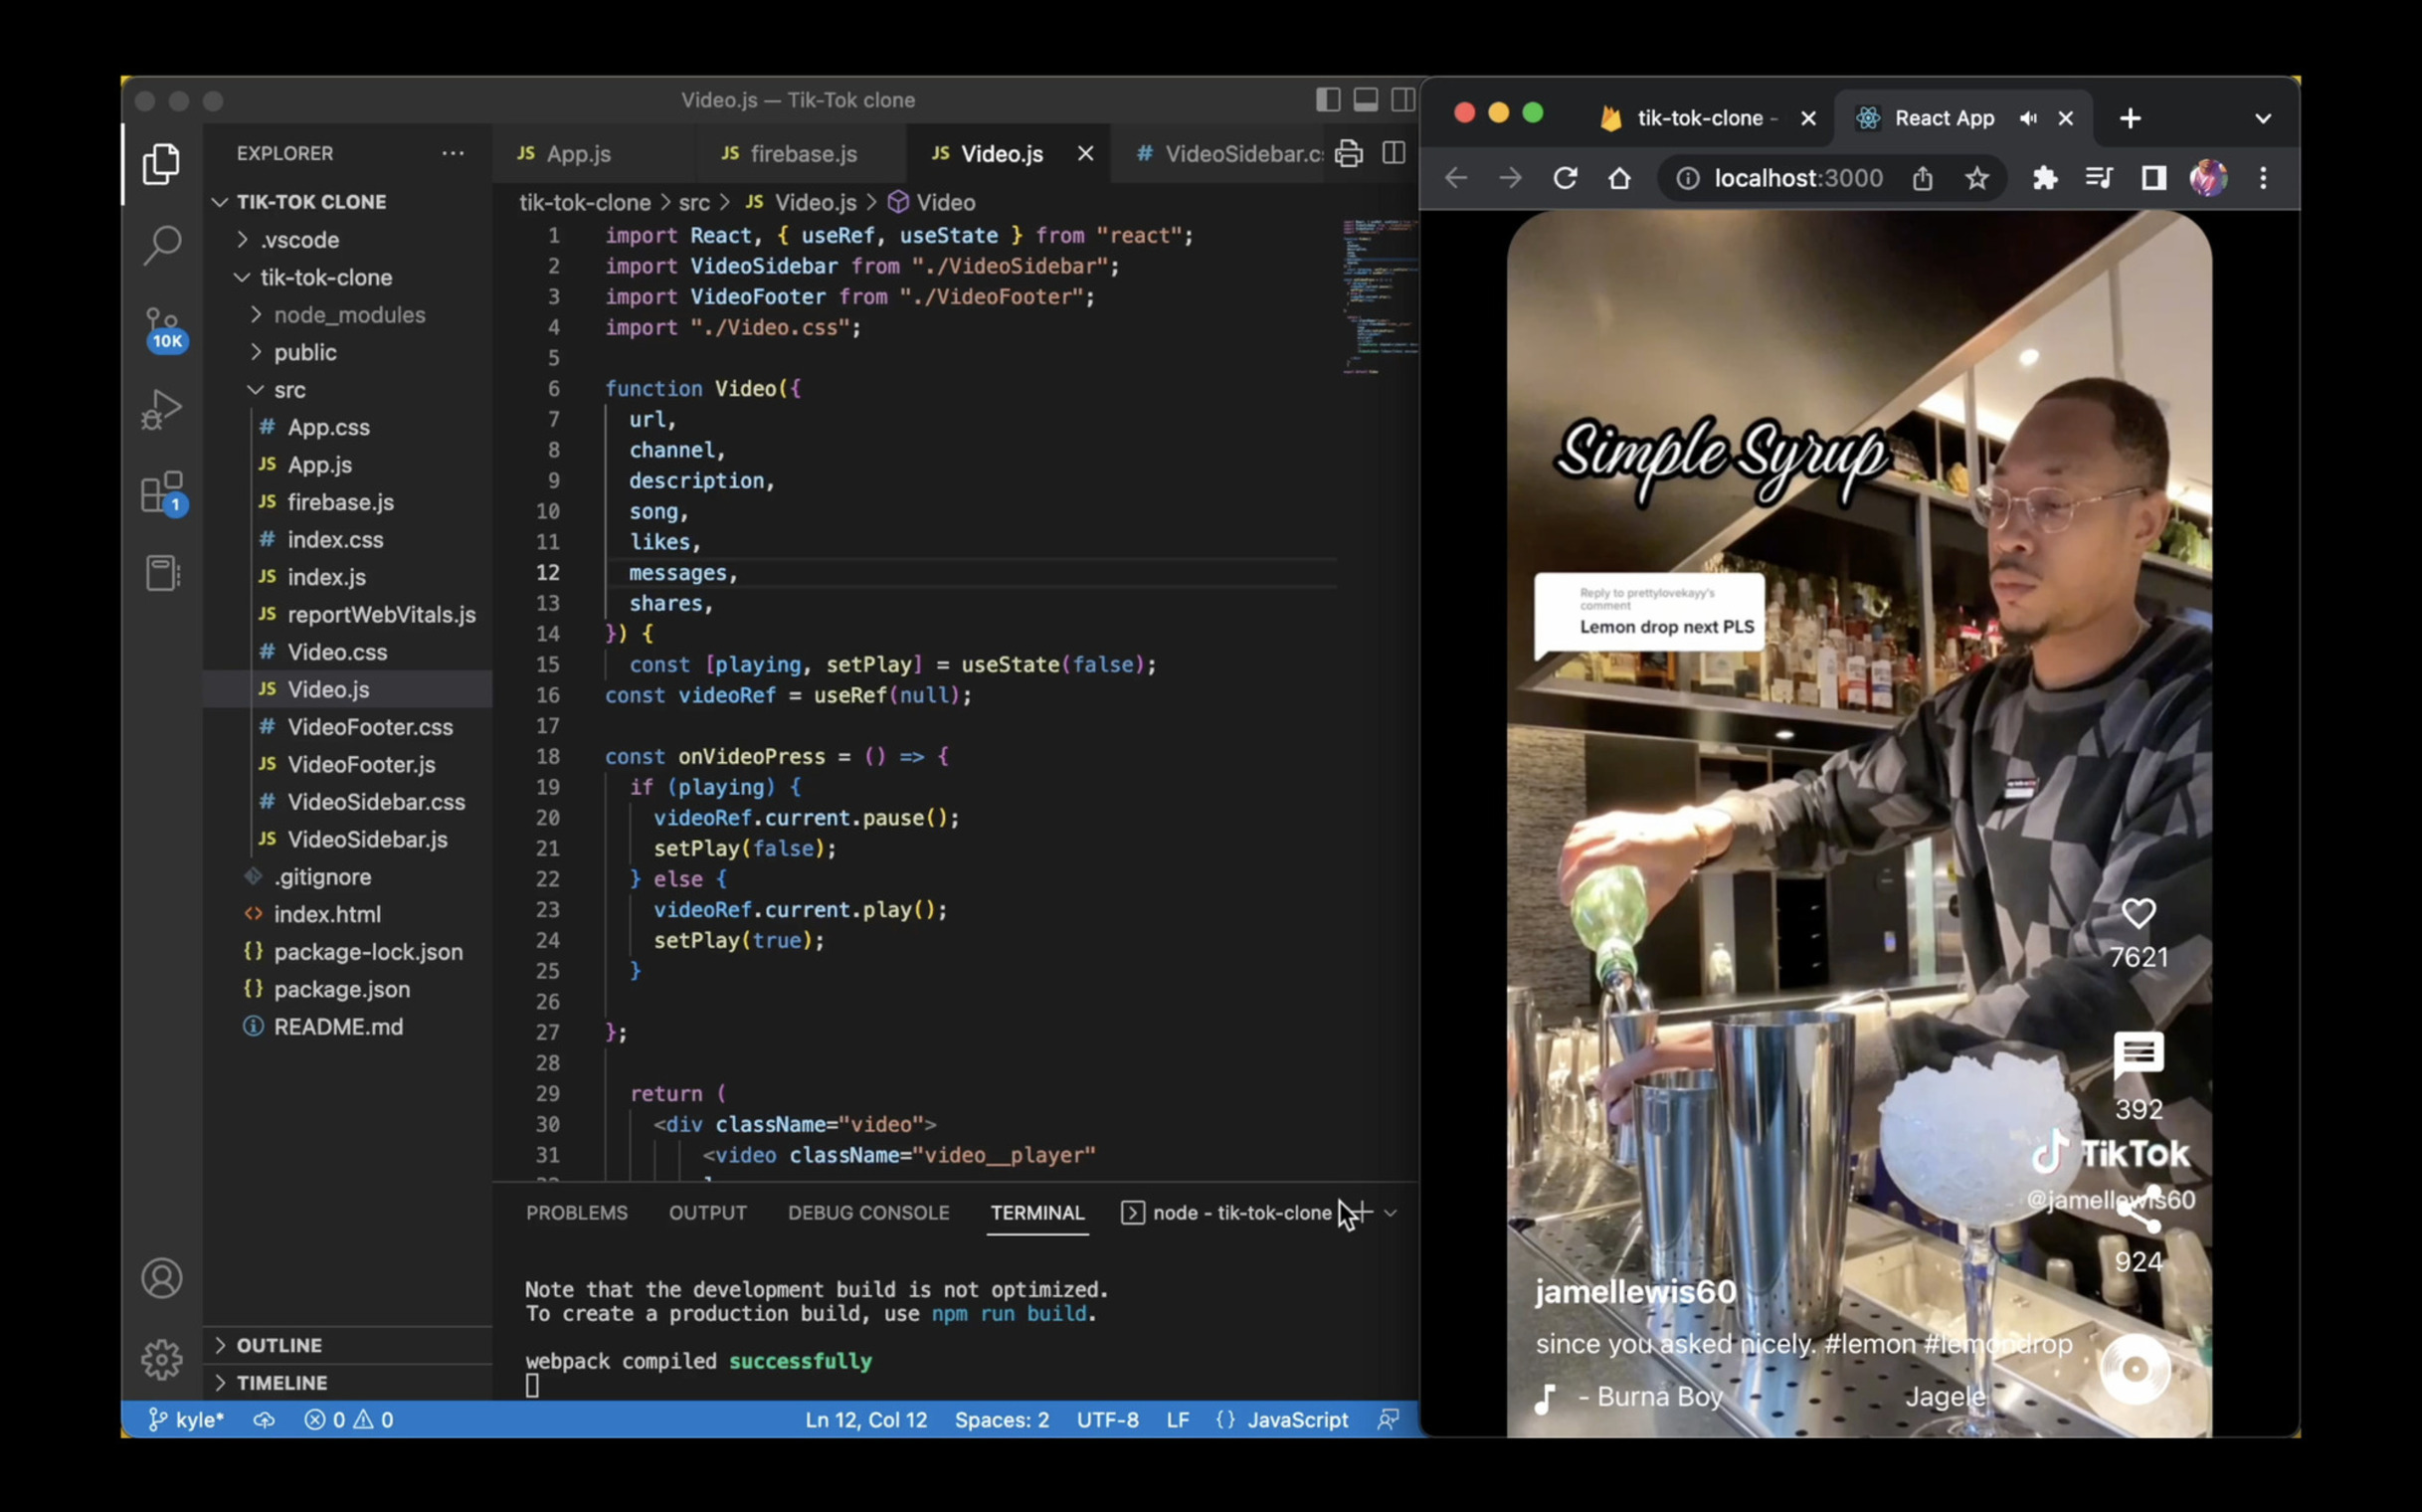 Video.js — Tik-Tok clone
EXPLORER
TIK-TOK CLONE
.vscode
tik-tok-clone
node_modules
public
src
# App.css
JS App.js
JS firebase.js
# index.css
JS index.js
JS reportWebVitals.js
# Video.css
JS Video.js
# VideoFooter.css
JS VideoFooter.js
# VideoSidebar.css
JS VideoSidebar.js
.gitignore
<> index.html
{} package-lock.json
{} package.json
README.md
OUTLINE
TIMELINE
10K
1
JS App.js
JS firebase.js
JS Video.js
# VideoSidebar.c
tik-tok-clone > src > JS Video.js > Video
1 import React, { useRef, useState } from "react";
2 import VideoSidebar from "./VideoSidebar";
3 import VideoFooter from "./VideoFooter";
4 import "./Video.css";
5
6 function Video({
7 url,
8 channel,
9 description,
10 song,
11 likes,
12 messages,
13 shares,
14 }) {
15 const [playing, setPlay] = useState(false);
16 const videoRef = useRef(null);
17
18 const onVideoPress = () => {
19 if (playing) {
20 videoRef.current.pause();
21 setPlay(false);
22 } else {
23 videoRef.current.play();
24 setPlay(true);
25 }
26
27 };
28
29 return (
30 <div className="video">
31 <video className="video__player"
PROBLEMS OUTPUT DEBUG CONSOLE TERMINAL node - tik-tok-clone
Note that the development build is not optimized.
To create a production build, use npm run build.
webpack compiled successfully
kyle* 0 0 Ln 12, Col 12 Spaces: 2 UTF-8 LF {} JavaScript
tik-tok-clone -
React App
localhost:3000
Simple Syrup
Reply to prettylovekayy's
comment
Lemon drop next PLS
7621
392
TikTok
@jamellewis60
924
jamellewis60
since you asked nicely. #lemon #lemondrop
- Burna Boy Jagele